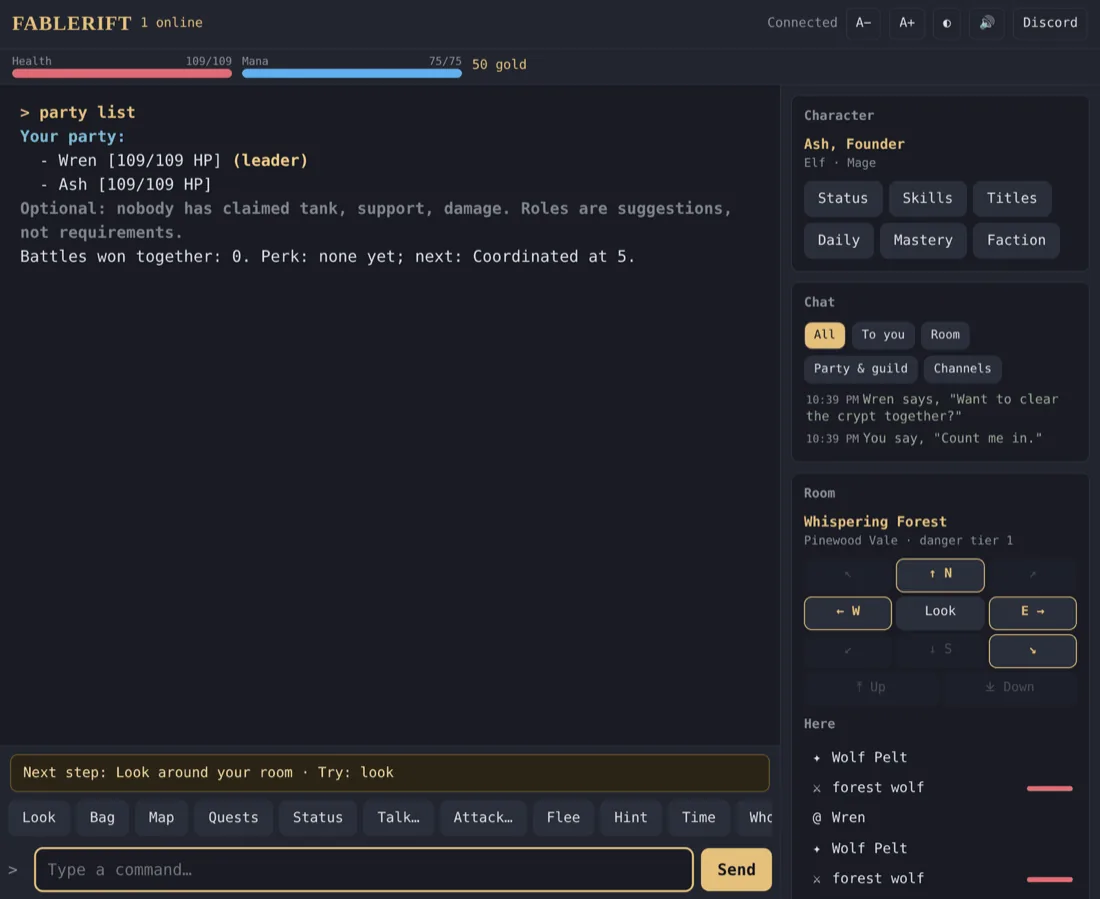 FABLERIFT 1 online
Connected A− A+ ◐ 🔊 Discord
Health 109/109 Mana 75/75 50 gold
> party list
Your party:
- Wren [109/109 HP] (leader)
- Ash [109/109 HP]
Optional: nobody has claimed tank, support, damage. Roles are suggestions,
not requirements.
Battles won together: 0. Perk: none yet; next: Coordinated at 5.
Next step: Look around your room · Try: look
Look Bag Map Quests Status Talk… Attack… Flee Hint Time Who
> Type a command… Send
Character
Ash, Founder
Elf · Mage
Status Skills Titles
Daily Mastery Faction
Chat
All To you Room
Party & guild Channels
10:39 PM Wren says, "Want to clear
the crypt together?"
10:39 PM You say, "Count me in."
Room
Whispering Forest
Pinewood Vale · danger tier 1
↖ ↑ N ↗
← W Look E →
↙ ↓ S ↘
⤒ Up ⤓ Down
Here
✦ Wolf Pelt
⚔ forest wolf
@ Wren
✦ Wolf Pelt
⚔ forest wolf